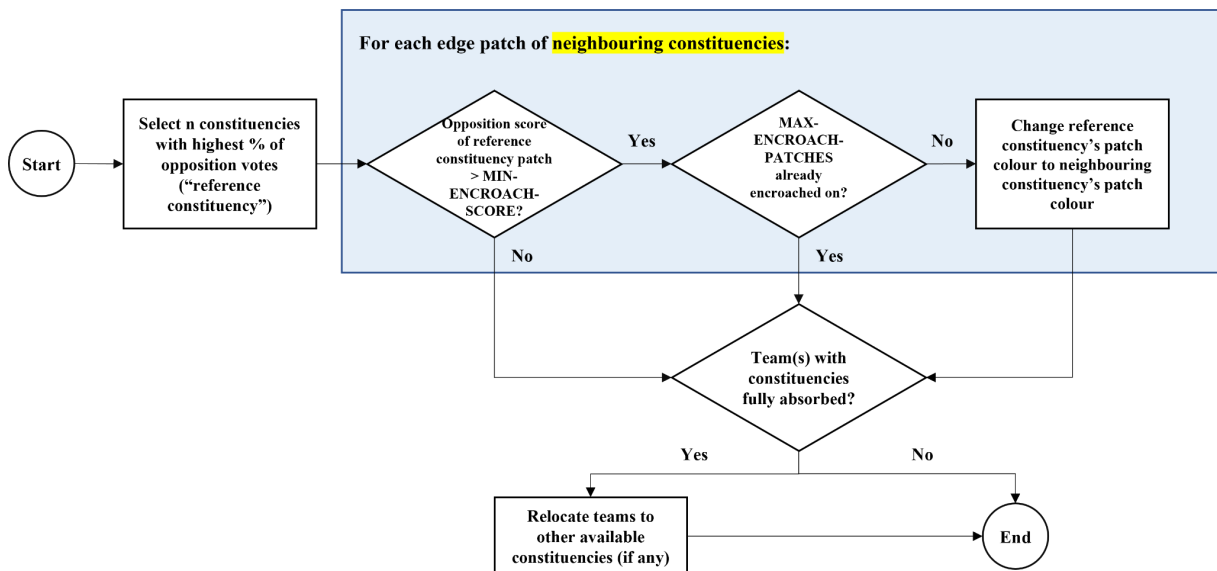 For each edge patch of neighbouring constituencies:
Start
Select n constituencies
with highest % of
opposition votes
(“reference
constituency”)
Opposition score
of reference
constituency patch
> MIN-
ENCROACH-
SCORE?
Yes
MAX-
ENCROACH-
PATCHES
already
encroached on?
No
Change reference
constituency’s patch
colour to neighbouring
constituency’s patch
colour
No
Yes
Team(s) with
constituencies
fully absorbed?
Yes
No
Relocate teams to
other available
constituencies (if any)
End